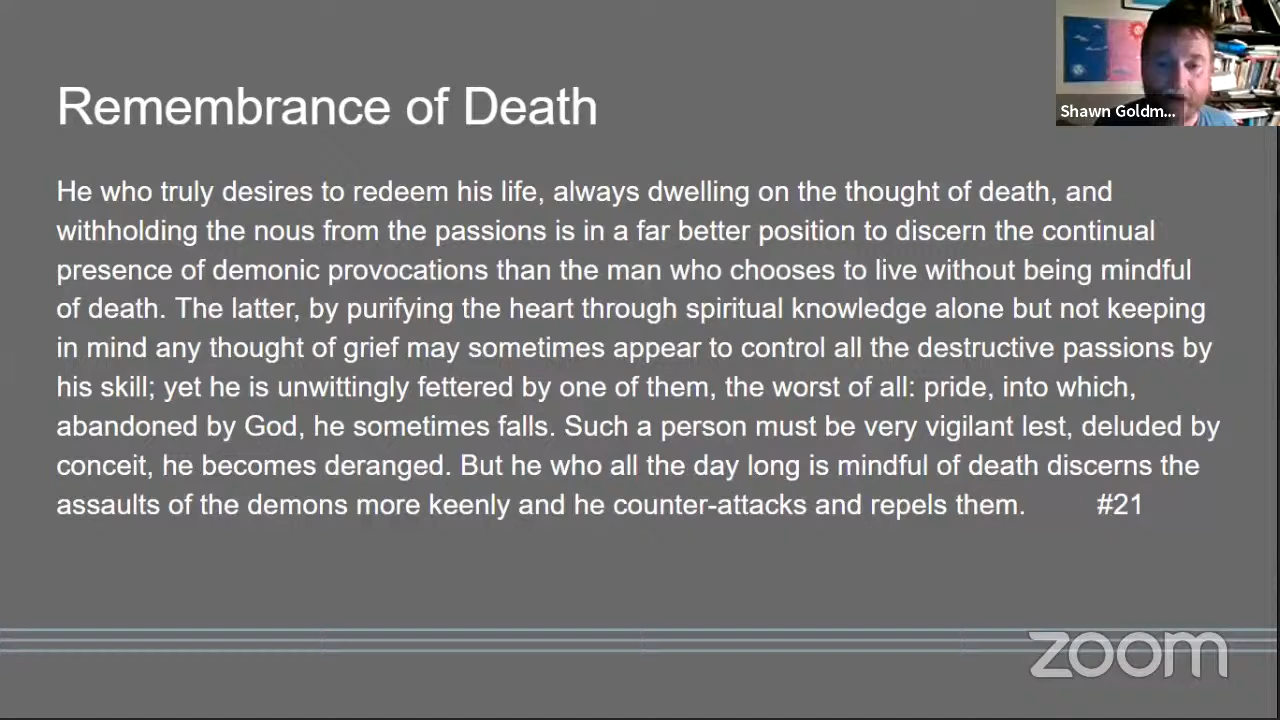 Remembrance of Death
He who truly desires to redeem his life, always dwelling on the thought of death, and
withholding the nous from the passions is in a far better position to discern the continual
presence of demonic provocations than the man who chooses to live without being mindful
of death. The latter, by purifying the heart through spiritual knowledge alone but not keeping
in mind any thought of grief may sometimes appear to control all the destructive passions by
his skill; yet he is unwittingly fettered by one of them, the worst of all: pride, into which,
abandoned by God, he sometimes falls. Such a person must be very vigilant lest, deluded by
conceit, he becomes deranged. But he who all the day long is mindful of death discerns the
assaults of the demons more keenly and he counter-attacks and repels them. #21
Shawn Goldm...
zoom